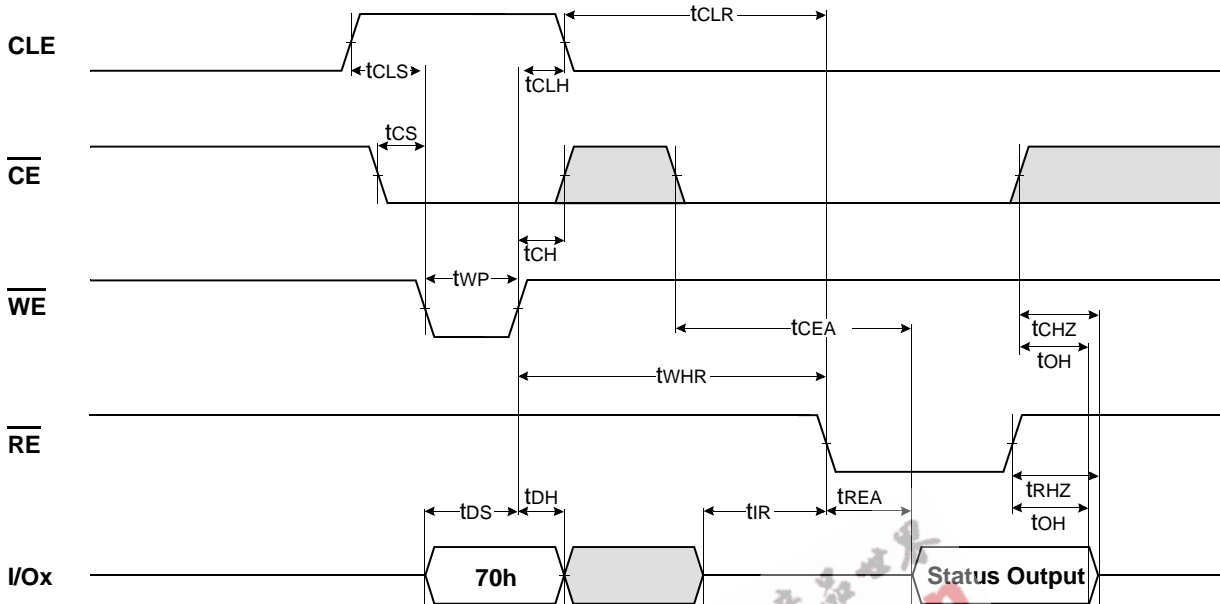 tCLR
CLE
tCLS
tCLH
tCS
CE
tCH
tWP
WE
tCEA
tCHZ
tOH
tWHR
RE
tRHZ
tDS
tDH
tIR
tREA
tOH
I/Ox
70h
Status Output